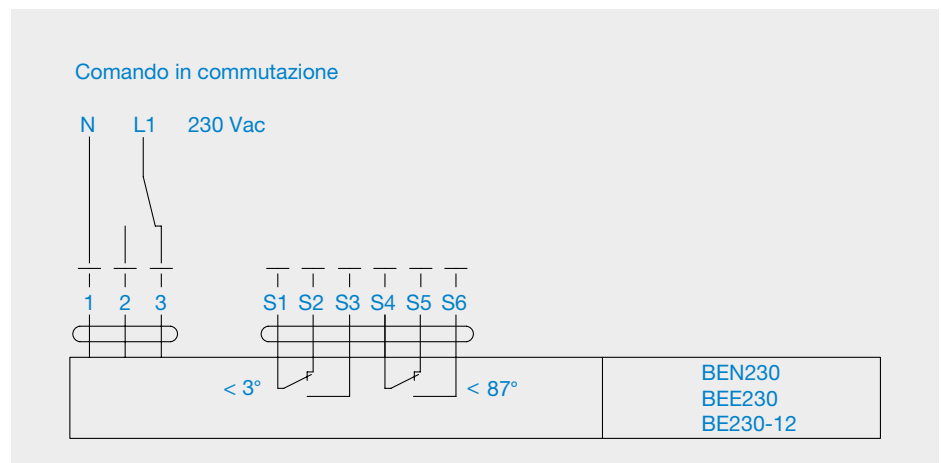 Comando in commutazione
N L1 230 Vac
1 2 3 S1 S2 S3 S4 S5 S6
< 3° < 87°
BEN230
BEE230
BE230-12